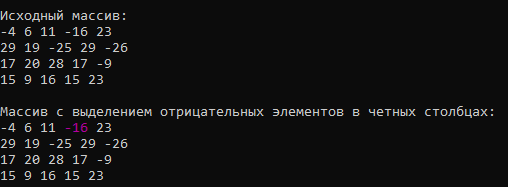 Исходный массив:
-4 6 11 -16 23
29 19 -25 29 -26
17 20 28 17 -9
15 9 16 15 23
Массив с выделением отрицательных элементов в четных столбцах:
-4 6 11 -16 23
29 19 -25 29 -26
17 20 28 17 -9
15 9 16 15 23